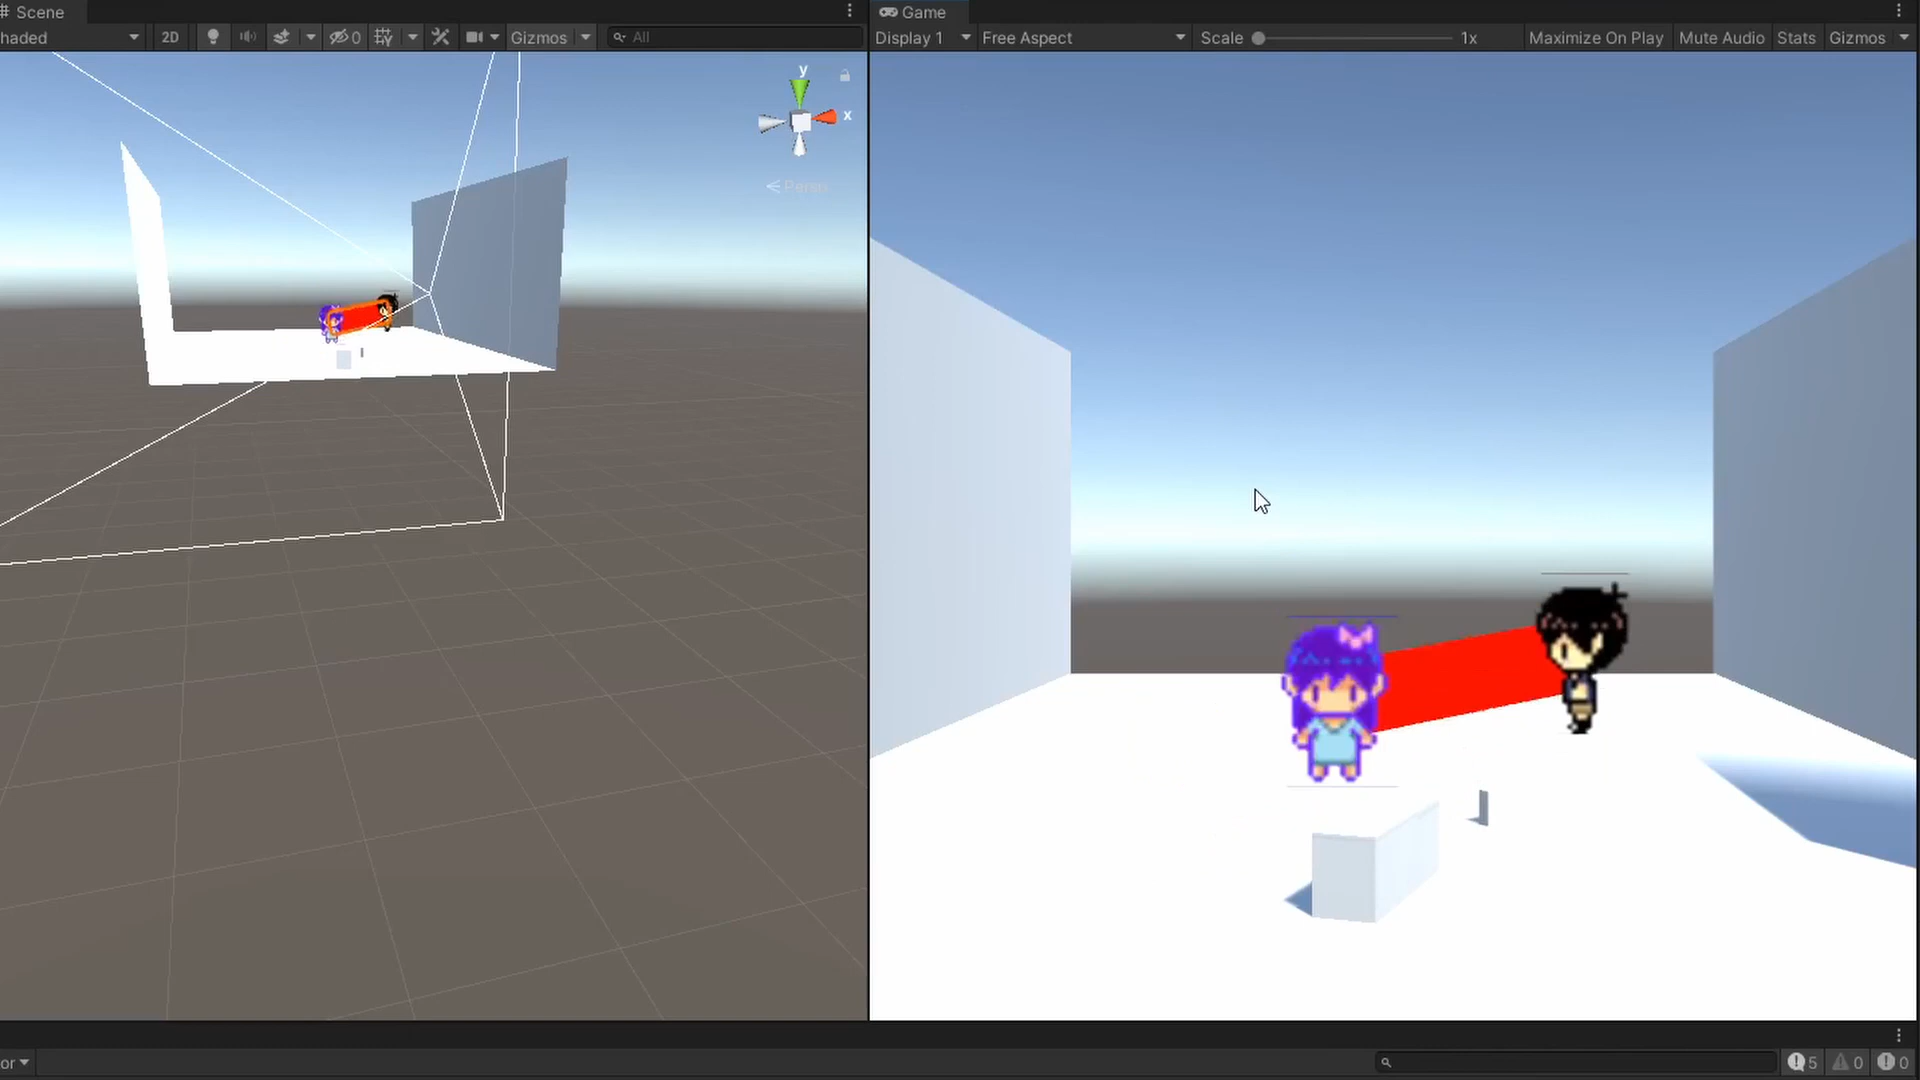 Scene
Game
haded
2D
0
Gizmos
All
Display 1
Free Aspect
Scale
1x
Maximize On Play
Mute Audio
Stats
Gizmos
y
x
Persp
or
5
0
0